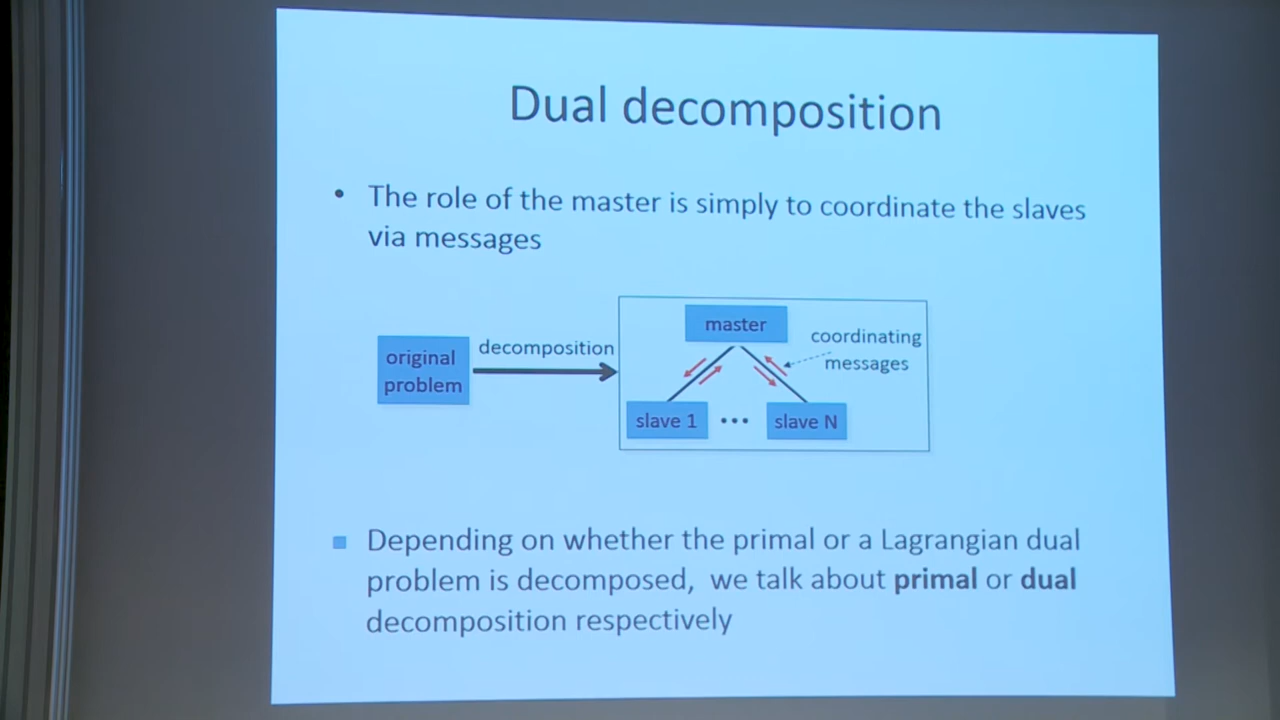 Dual decomposition
• The role of the master is simply to coordinate the slaves
via messages
original
problem
decomposition
master
coordinating
messages
slave 1
•••
slave N
Depending on whether the primal or a Lagrangian dual
problem is decomposed, we talk about primal or dual
decomposition respectively